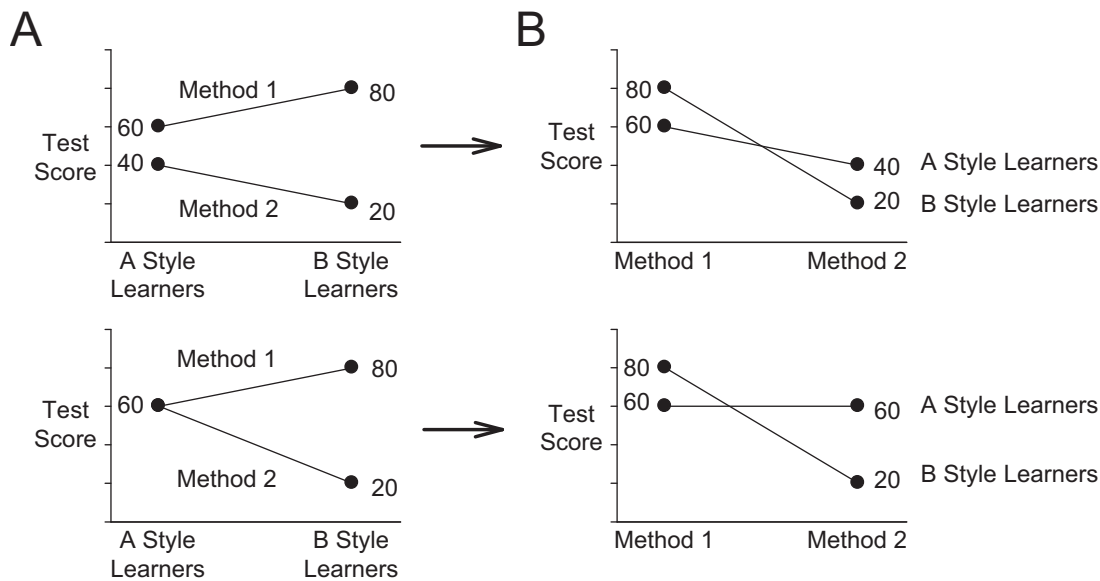 A
Method 1
80
60
Test
Score
40
Method 2
20
A Style
Learners
B Style
Learners
B
80
60
Test
Score
40
A Style Learners
20
B Style Learners
Method 1
Method 2
Method 1
80
60
Test
Score
Method 2
20
A Style
Learners
B Style
Learners
80
60
Test
Score
60
A Style Learners
20
B Style Learners
Method 1
Method 2